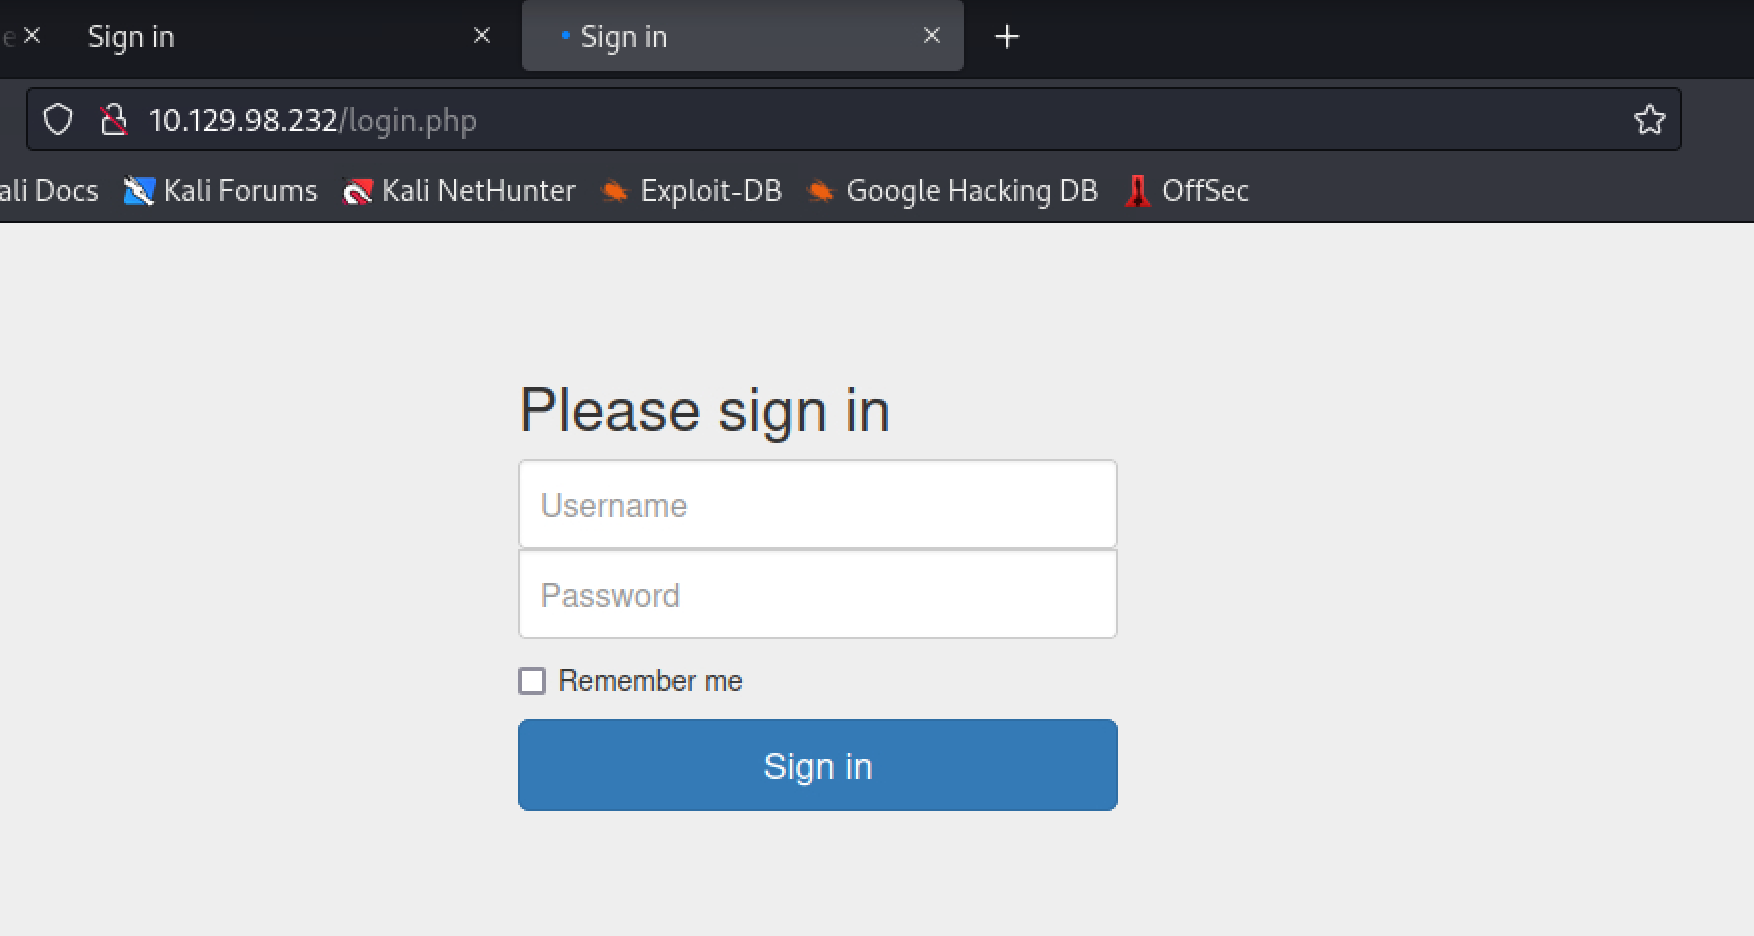 Sign in
Sign in
10.129.98.232/login.php
ali Docs Kali Forums Kali NetHunter Exploit-DB Google Hacking DB OffSec
Please sign in
Username
Password
Remember me
Sign in